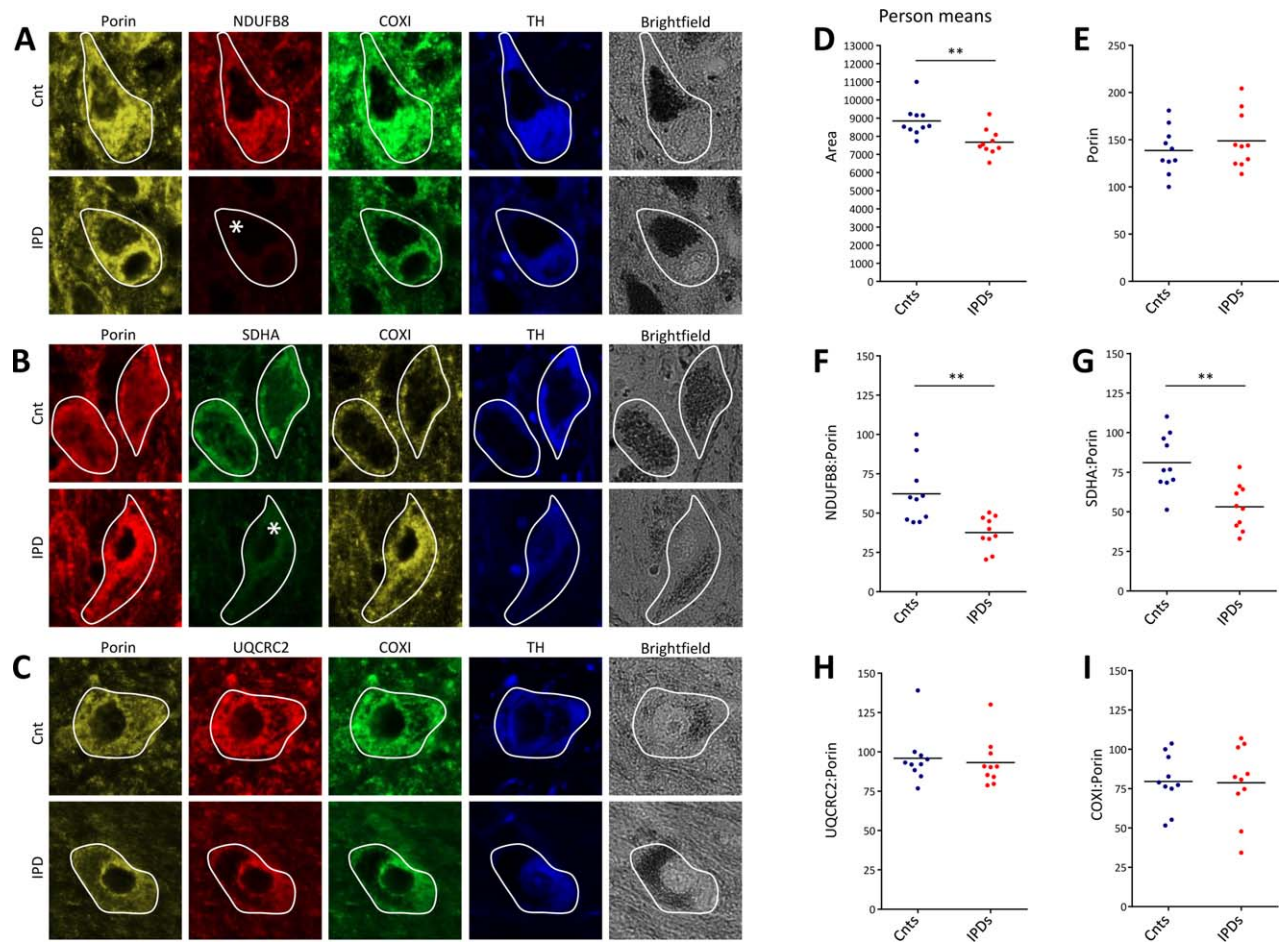 A
Porin NDUFB8 COXI TH Brightfield
Cnt
*
IPD
B
Porin SDHA COXI TH Brightfield
Cnt
*
IPD
C
Porin UQCRC2 COXI TH Brightfield
Cnt
IPD
Person means
D
**
13000
12000
11000
10000
9000
8000
7000
6000
5000
4000
3000
2000
1000
0
Area
Cnts IPDs
E
250
200
150
100
50
0
Porin
Cnts IPDs
F
**
150
125
100
75
50
25
0
NDUFB8:Porin
Cnts IPDs
G
**
150
125
100
75
50
25
0
SDHA:Porin
Cnts IPDs
H
150
125
100
75
50
25
0
UQCRC2:Porin
Cnts IPDs
I
150
125
100
75
50
25
0
COXI:Porin
Cnts IPDs